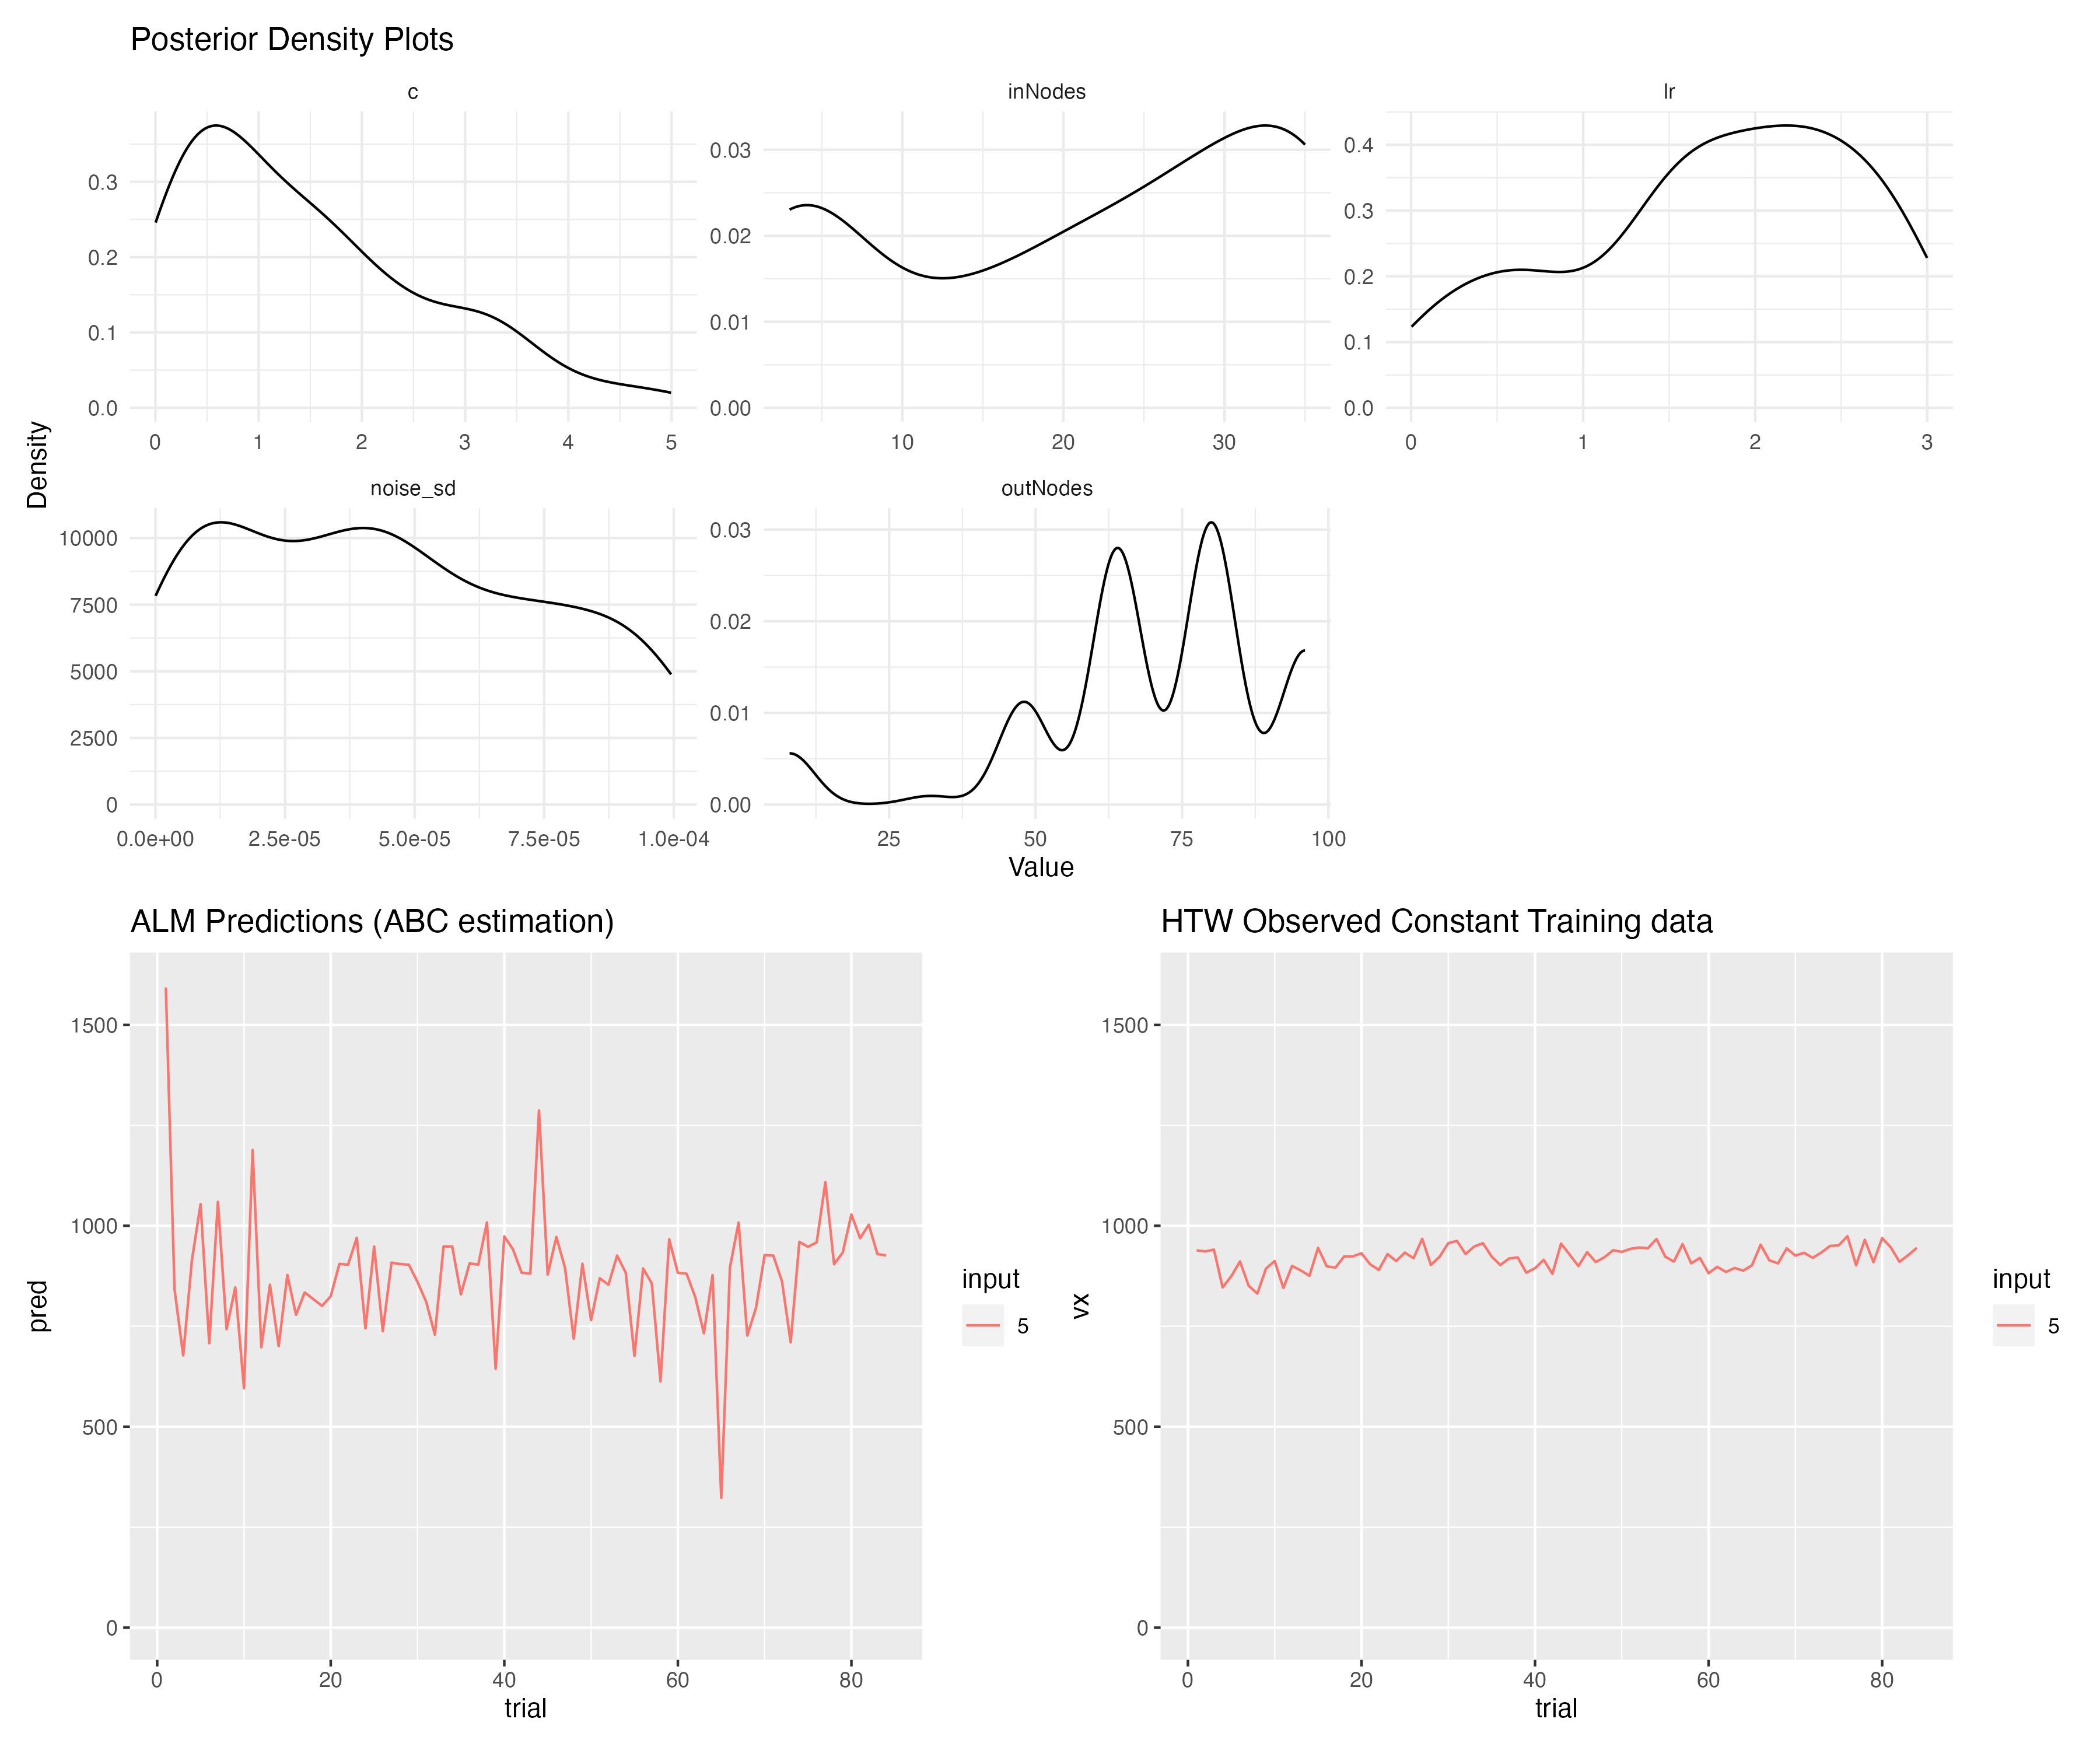 Posterior Density Plots
c
inNodes
lr
0.0
0.1
0.2
0.3
0 1 2 3 4 5
0.00
0.01
0.02
0.03
10 20 30
0.0
0.1
0.2
0.3
0.4
0 1 2 3
Density
noise_sd
outNodes
10000
7500
5000
2500
0
0.0e+00 2.5e-05 5.0e-05 7.5e-05 1.0e-04
0.03
0.02
0.01
0.00
25 50 75 100
Value
ALM Predictions (ABC estimation)
1500
1000
500
0
pred
0 20 40 60 80
trial
input
5
HTW Observed Constant Training data
1500
1000
500
0
vx
0 20 40 60 80
trial
input
5